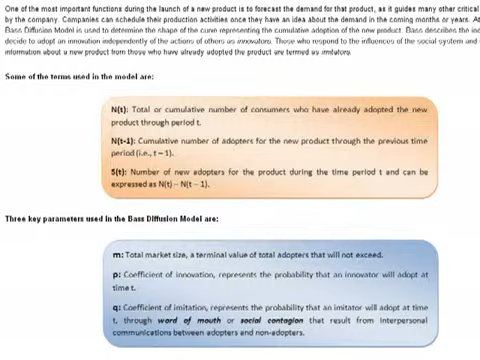 One of the most important functions during the launch of a new product is to forecast the demand for that product, as it guides many other critical
by the company. Companies can schedule their production activities once they have an idea about the demand in the coming months or years. At
Bass Diffusion Model is used to determine the shape of the curve representing the cumulative adoption of the new product. Bass describes the
decide to adopt an innovation independently of the actions of others as innovators. Those who respond to the influences of the social system and
information about a new product from those who have already adopted the product are termed as imitators.
Some of the terms used in the model are:
N(t): Total or cumulative number of consumers who have already adopted the new
product through period t.
N(t-1): Cumulative number of adopters for the new product through the previous time
period (i.e., t – 1).
S(t): Number of new adopters for the product during the time period t and can be
expressed as N(t) – N(t – 1).
Three key parameters used in the Bass Diffusion Model are:
m: Total market size, a terminal value of total adopters that will not exceed.
p: Coefficient of innovation, represents the probability that an innovator will adopt at
time t.
q: Coefficient of imitation, represents the probability that an imitator will adopt at time
t, through word of mouth or social contagion that result from interpersonal
communications between adopters and non-adopters.